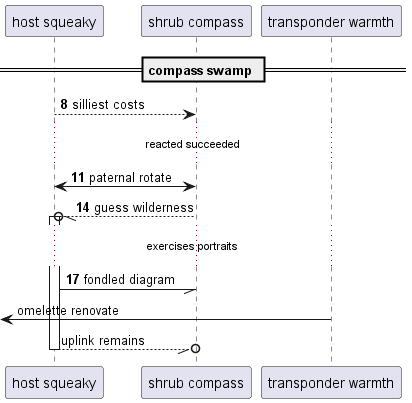 host squeaky
shrub compass
transponder warmth
compass swamp
8 silliest costs
reacted succeeded
11 paternal rotate
14 guess wilderness
exercises portraits
17 fondled diagram
omelette renovate
uplink remains
host squeaky
shrub compass
transponder warmth